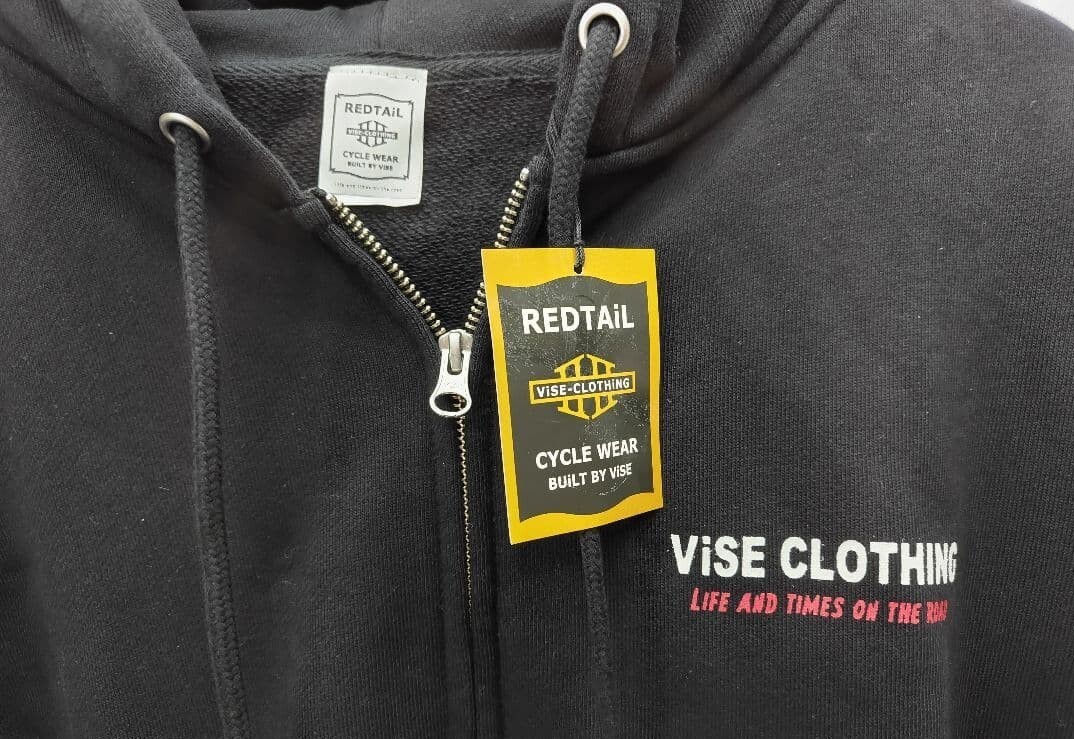 REDTAiL
ViSE-CLOTHiNG
CYCLE WEAR
BUiLT BY ViSE
REDTAiL
ViSE-CLOTHiNG
CYCLE WEAR
BUiLT BY ViSE
ViSE CLOTHING
LIFE AND TIMES ON THE ROAD